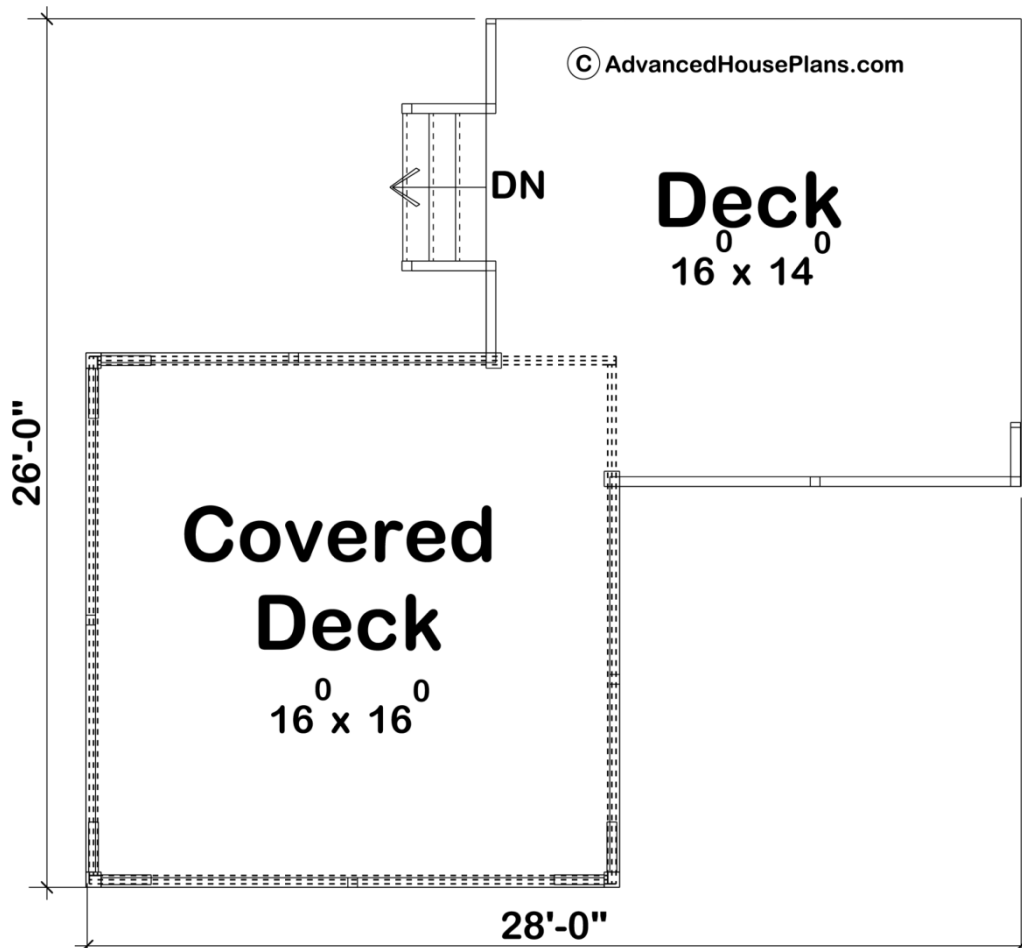 © AdvancedHousePlans.com
DN
Deck
16⁰ x 14⁰
26'-0"
Covered
Deck
16⁰ x 16⁰
28'-0"